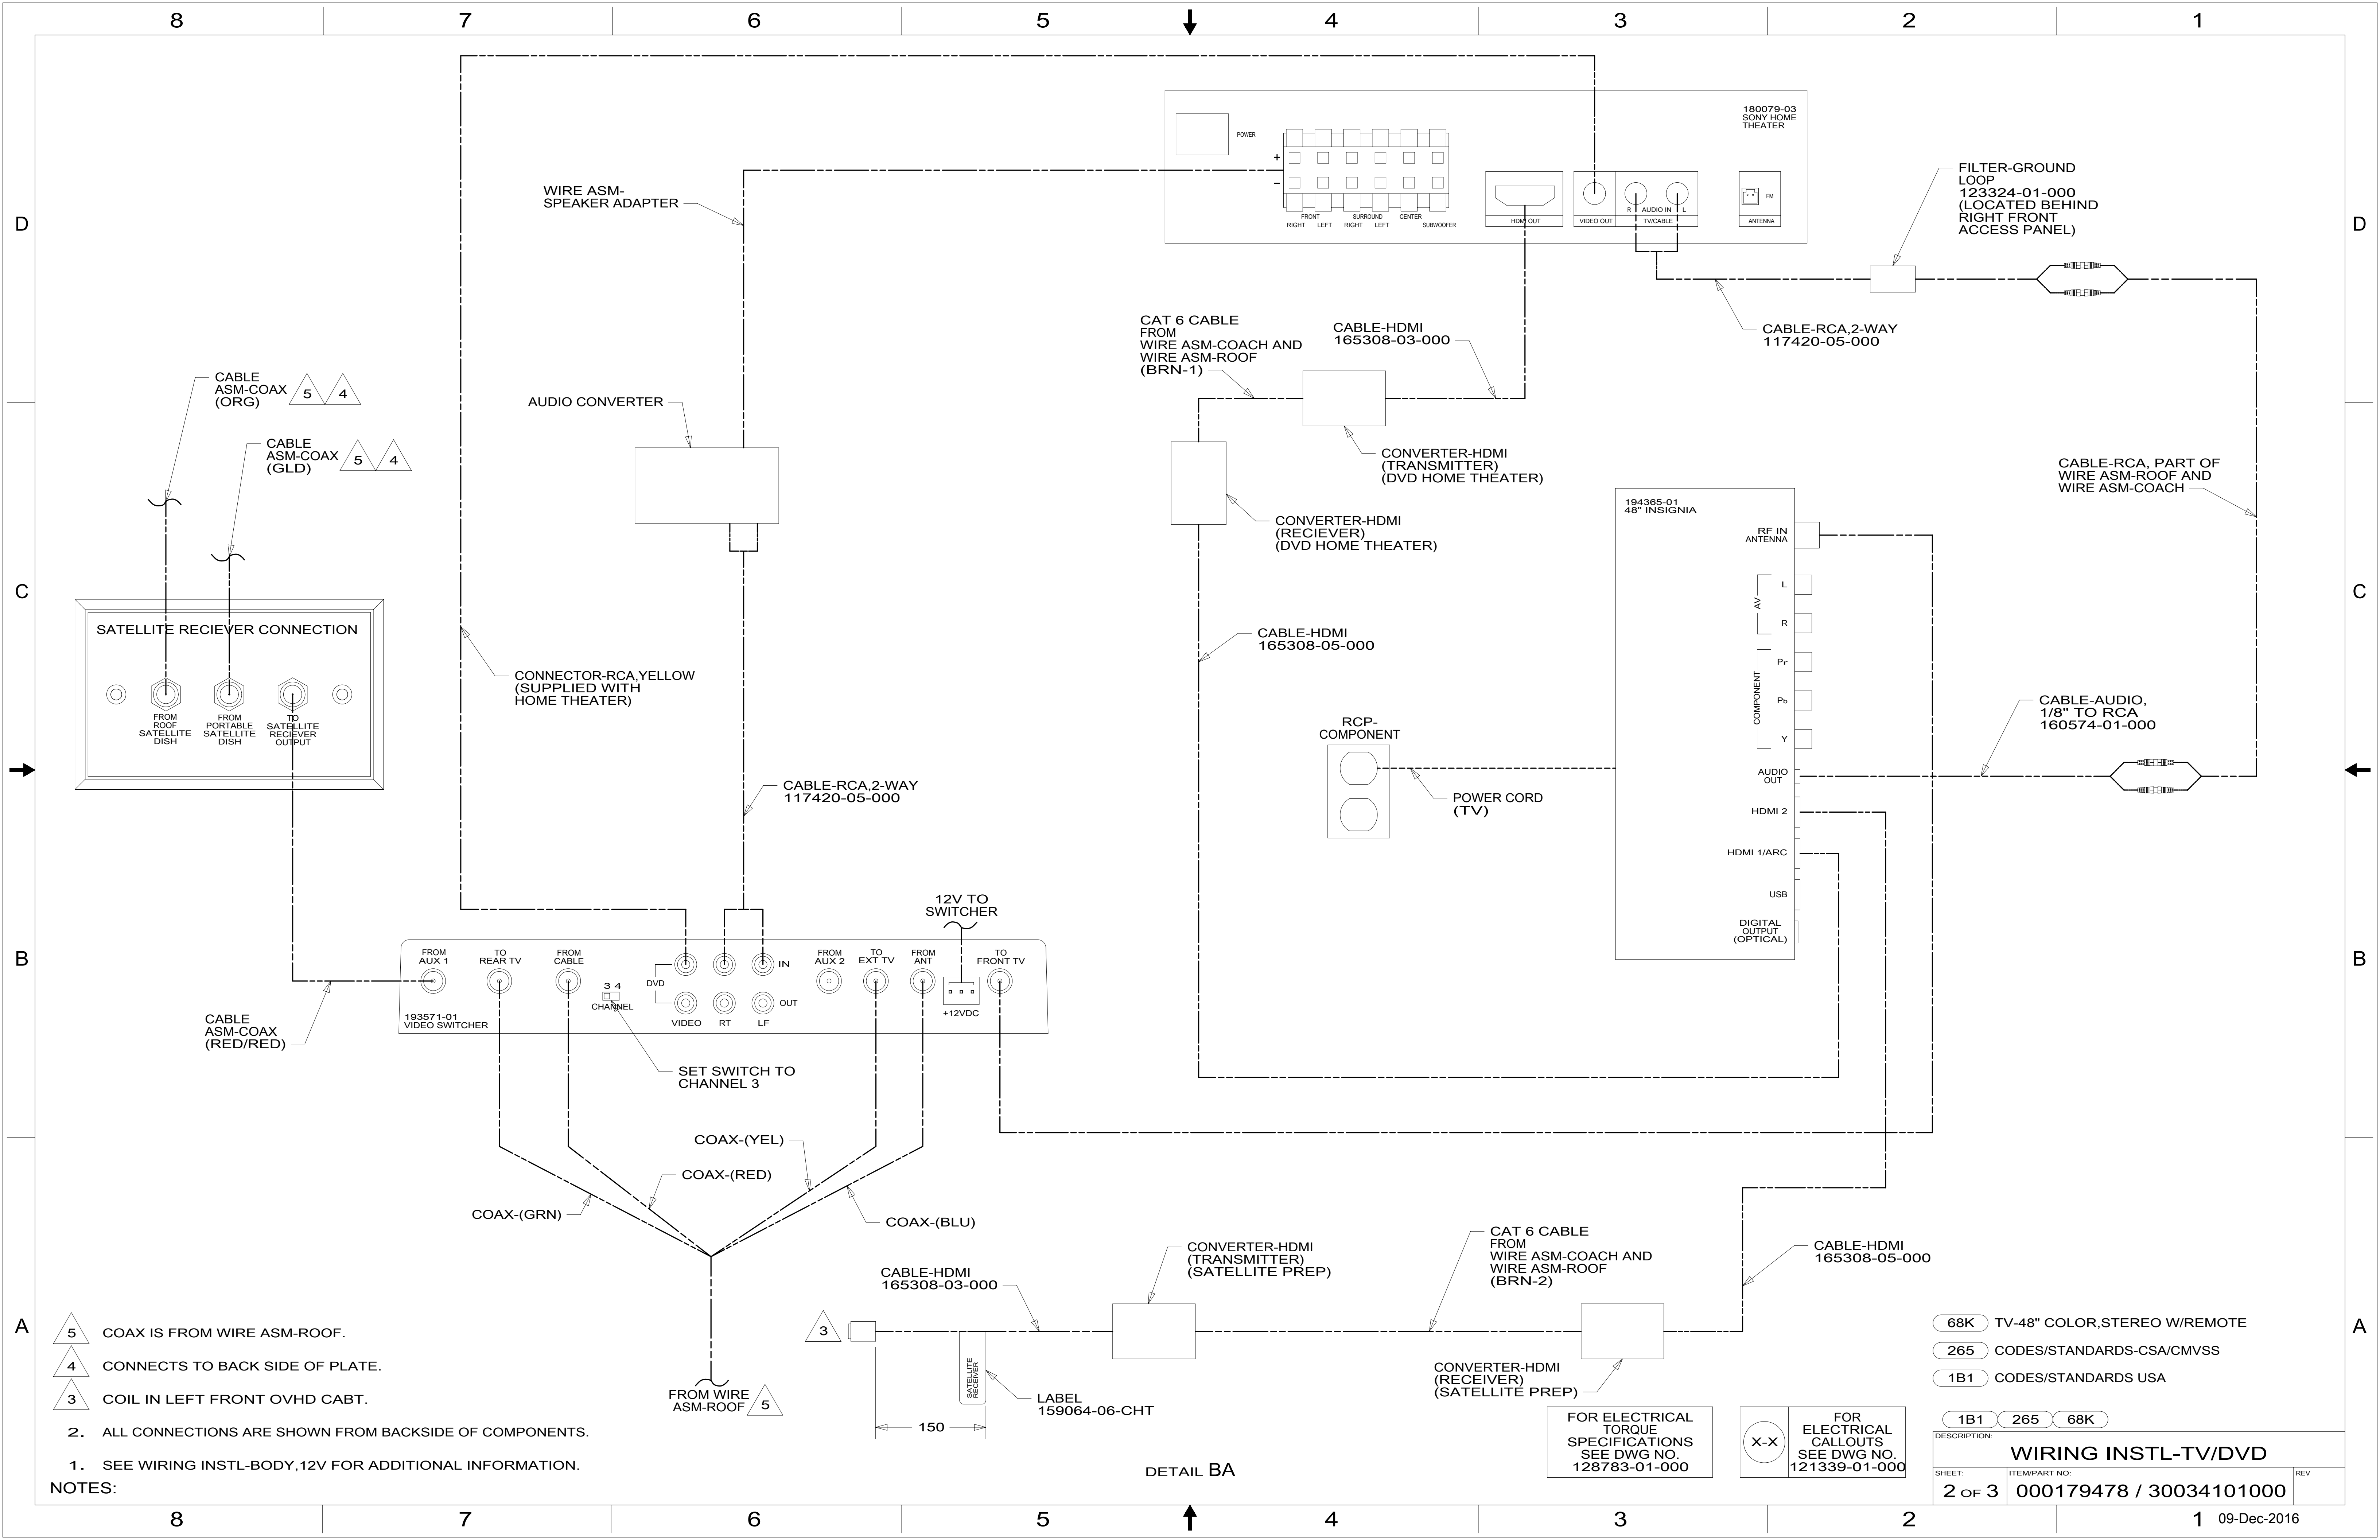 8 7 6 5 4 3 2 1
D
D
C
C
B
B
A
A
180079-03
SONY HOME
THEATER
POWER
+
−
FRONT
SURROUND
CENTER
RIGHT LEFT RIGHT LEFT
SUBWOOFER
HDMI OUT
VIDEO OUT
R AUDIO IN L
TV/CABLE
FM
ANTENNA
WIRE ASM-
SPEAKER ADAPTER
FILTER-GROUND
LOOP
123324-01-000
(LOCATED BEHIND
RIGHT FRONT
ACCESS PANEL)
CAT 6 CABLE
FROM
WIRE ASM-COACH AND
WIRE ASM-ROOF
(BRN-1)
CABLE-HDMI
165308-03-000
CABLE-RCA,2-WAY
117420-05-000
CABLE
ASM-COAX
(ORG)
5 4
AUDIO CONVERTER
CABLE
ASM-COAX
(GLD)
5 4
CONVERTER-HDMI
(TRANSMITTER)
(DVD HOME THEATER)
CABLE-RCA, PART OF
WIRE ASM-ROOF AND
WIRE ASM-COACH
CONVERTER-HDMI
(RECIEVER)
(DVD HOME THEATER)
194365-01
48" INSIGNIA
RF IN
ANTENNA
L
AV
R
Pr
COMPONENT
Pb
Y
AUDIO
OUT
HDMI 2
HDMI 1/ARC
USB
DIGITAL
OUTPUT
(OPTICAL)
SATELLITE RECIEVER CONNECTION
FROM
ROOF
SATELLITE
DISH
FROM
PORTABLE
SATELLITE
DISH
TO
SATELLITE
RECIEVER
OUTPUT
CABLE-HDMI
165308-05-000
CONNECTOR-RCA,YELLOW
(SUPPLIED WITH
HOME THEATER)
CABLE-AUDIO,
1/8" TO RCA
160574-01-000
RCP-
COMPONENT
POWER CORD
(TV)
CABLE-RCA,2-WAY
117420-05-000
12V TO
SWITCHER
FROM
AUX 1
TO
REAR TV
FROM
CABLE
3 4
CHANNEL
DVD
IN
OUT
VIDEO RT LF
FROM
AUX 2
TO
EXT TV
FROM
ANT
+12VDC
TO
FRONT TV
193571-01
VIDEO SWITCHER
CABLE
ASM-COAX
(RED/RED)
SET SWITCH TO
CHANNEL 3
COAX-(YEL)
COAX-(RED)
COAX-(GRN)
COAX-(BLU)
FROM WIRE
ASM-ROOF
5
CABLE-HDMI
165308-03-000
CONVERTER-HDMI
(TRANSMITTER)
(SATELLITE PREP)
CAT 6 CABLE
FROM
WIRE ASM-COACH AND
WIRE ASM-ROOF
(BRN-2)
CABLE-HDMI
165308-05-000
3
SATELLITE
RECEIVER
LABEL
159064-06-CHT
150
CONVERTER-HDMI
(RECEIVER)
(SATELLITE PREP)
5 COAX IS FROM WIRE ASM-ROOF.
4 CONNECTS TO BACK SIDE OF PLATE.
3 COIL IN LEFT FRONT OVHD CABT.
2. ALL CONNECTIONS ARE SHOWN FROM BACKSIDE OF COMPONENTS.
1. SEE WIRING INSTL-BODY,12V FOR ADDITIONAL INFORMATION.
NOTES:
DETAIL BA
FOR ELECTRICAL
TORQUE
SPECIFICATIONS
SEE DWG NO.
128783-01-000
X-X
FOR
ELECTRICAL
CALLOUTS
SEE DWG NO.
121339-01-000
68K TV-48" COLOR,STEREO W/REMOTE
265 CODES/STANDARDS-CSA/CMVSS
1B1 CODES/STANDARDS USA
1B1 265 68K
DESCRIPTION:
WIRING INSTL-TV/DVD
SHEET:
2 OF 3
ITEM/PART NO:
000179478 / 30034101000
REV
8 7 6 5 4 3 2 1
09-Dec-2016